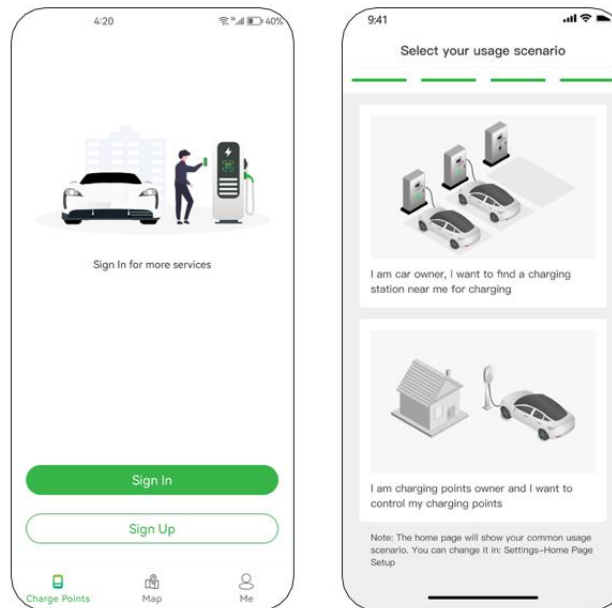 4:20
40%
Sign In for more services
Sign In
Sign Up
Charge Points
Map
Me
9:41
Select your usage scenario
I am car owner, I want to find a charging
station near me for charging
I am charging points owner and I want to
control my charging points
Note: The home page will show your common usage
scenario. You can change it in: Settings-Home Page
Setup